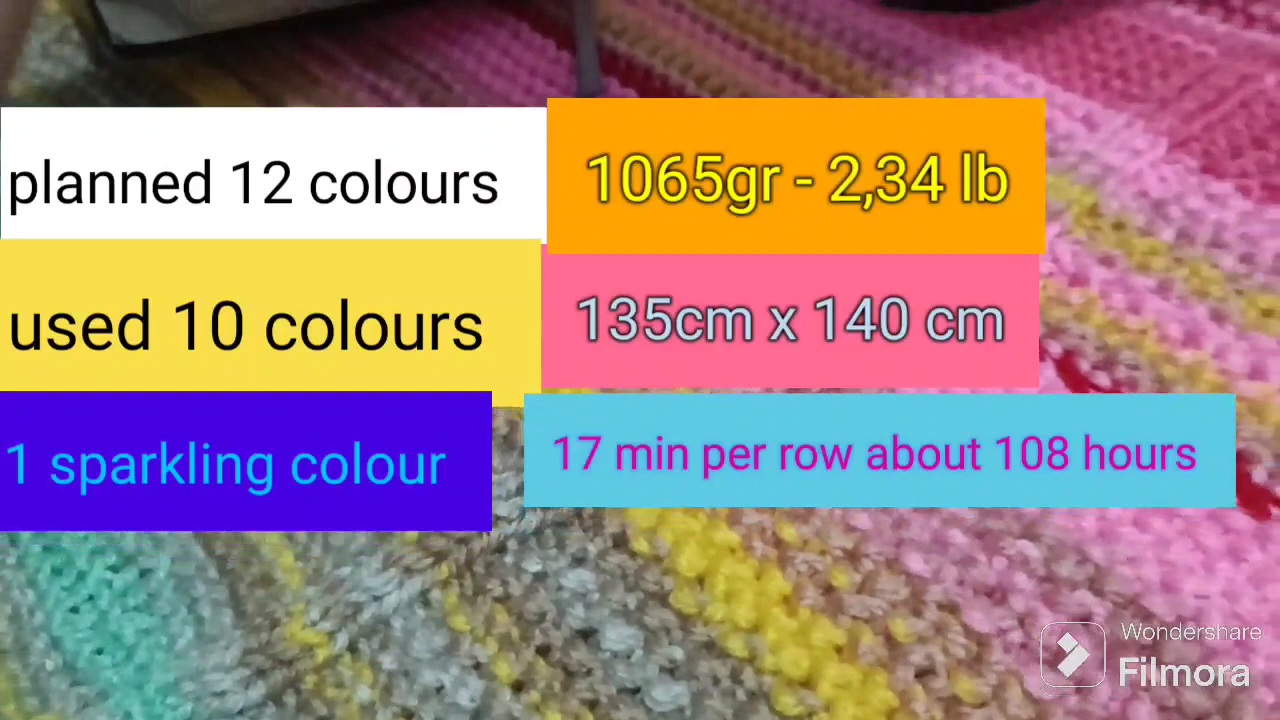 planned 12 colours
1065gr - 2,34 lb
used 10 colours
135cm x 140 cm
1 sparkling colour
17 min per row about 108 hours
Wondershare
Filmora